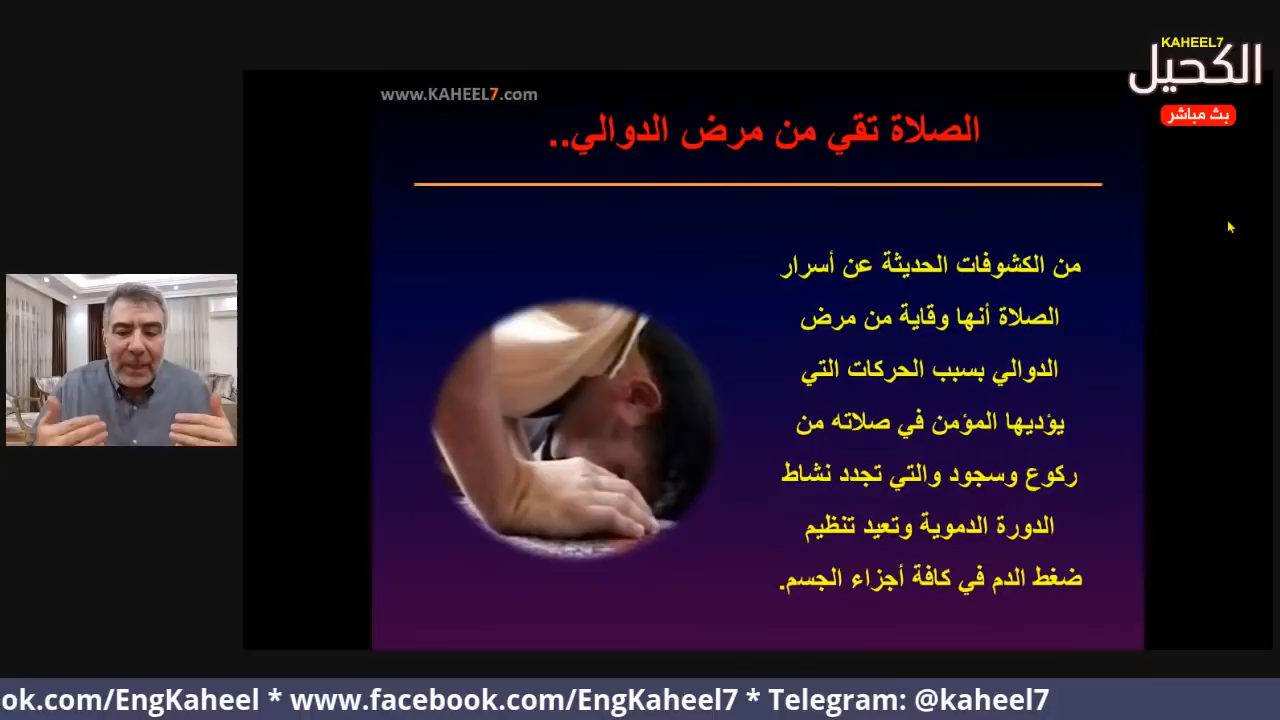 KAHEEL7
الكحيل
بث مباشر
www.KAHEEL7.com
الصلاة تقي من مرض الدوالي..
من الكشوفات الحديثة عن أسرار
الصلاة أنها وقاية من مرض
الدوالي بسبب الحركات التي
يؤديها المؤمن في صلاته من
ركوع وسجود والتي تجدد نشاط
الدورة الدموية وتعيد تنظيم
ضغط الدم في كافة أجزاء الجسم.
ok.com/EngKaheel * www.facebook.com/EngKaheel7 * Telegram: @kaheel7